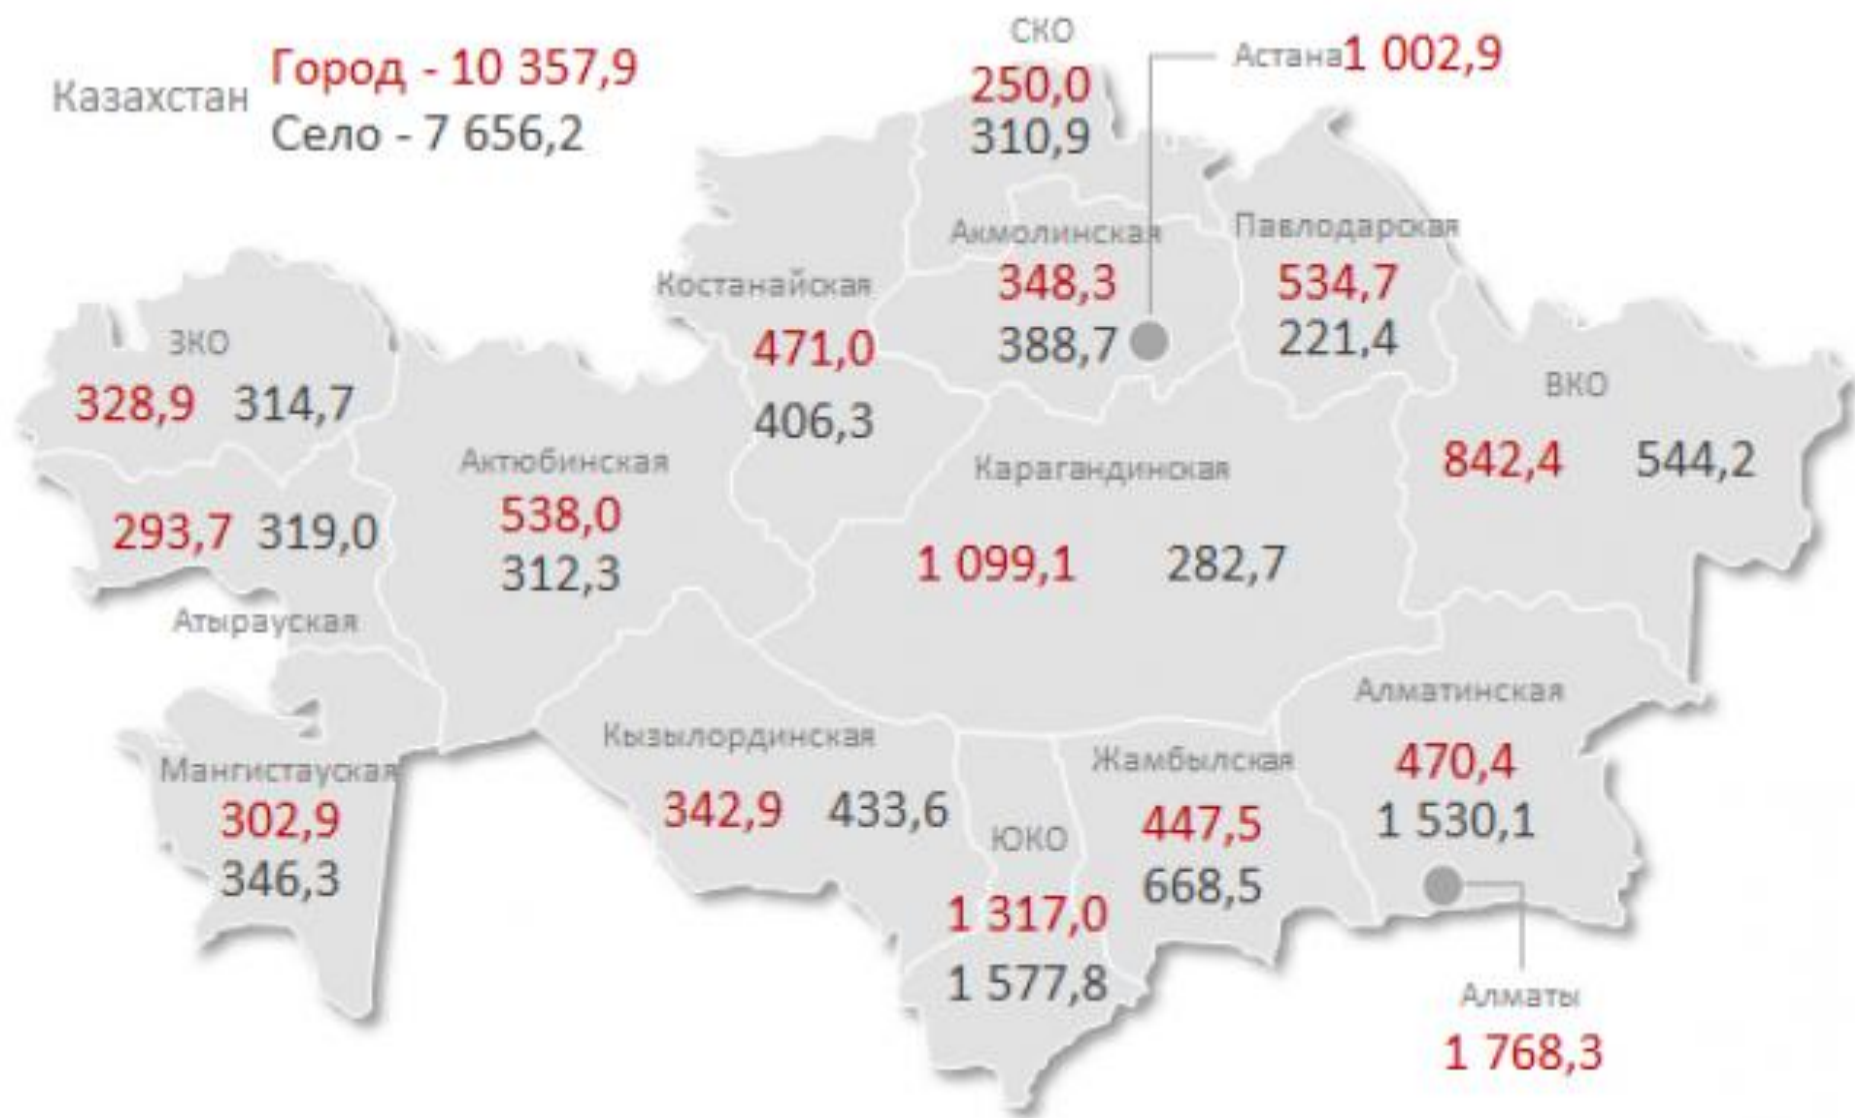 Казахстан
Город - 10 357,9
Село - 7 656,2
СКО
250,0
310,9
Астана 1 002,9
Акмолинская
348,3
388,7
Павлодарская
534,7
221,4
Костанайская
471,0
406,3
ЗКО
328,9 314,7
ВКО
842,4 544,2
Актюбинская
538,0
312,3
Карагандинская
1 099,1 282,7
293,7 319,0
Атырауская
Мангистауская
302,9
346,3
Кызылординская
342,9 433,6
ЮКО
1 317,0
1 577,8
Жамбылская
447,5
668,5
Алматинская
470,4
1 530,1
Алматы
1 768,3